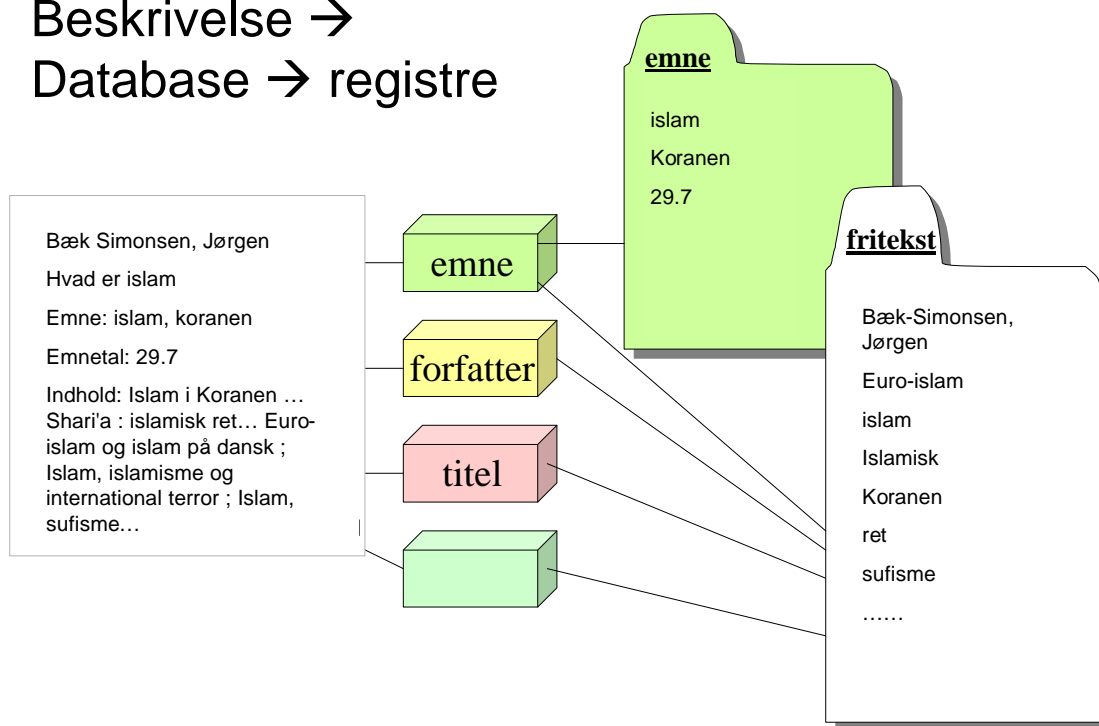 Beskrivelse →
Database → registre
Bæk Simonsen, Jørgen
Hvad er islam
Emne: islam, koranen
Emnetal: 29.7
Indhold: Islam i Koranen …
Shari'a : islamisk ret… Euro-
islam og islam på dansk ;
Islam, islamisme og
international terror ; Islam,
sufisme…
emne
forfatter
titel
emne
islam
Koranen
29.7
fritekst
Bæk-Simonsen,
Jørgen
Euro-islam
islam
Islamisk
Koranen
ret
sufisme
……